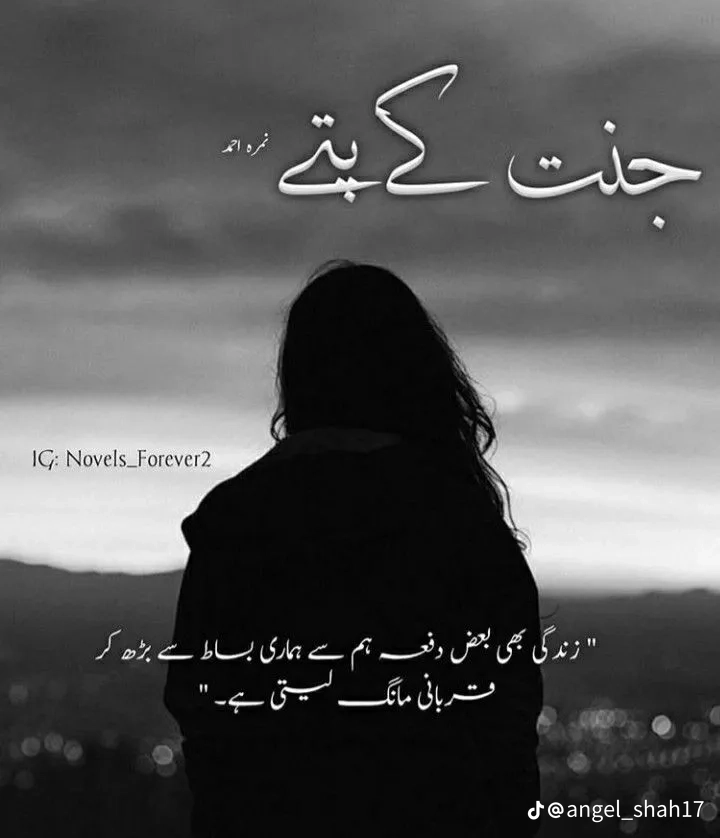 جنت کے پتے
نمرہ احمد
IG: Novels_Forever2
" زندگی بھی بعض دفعہ ہم سے ہماری بساط سے بڑھ کر
قربانی مانگ لیتی ہے۔ "
@angel_shah17